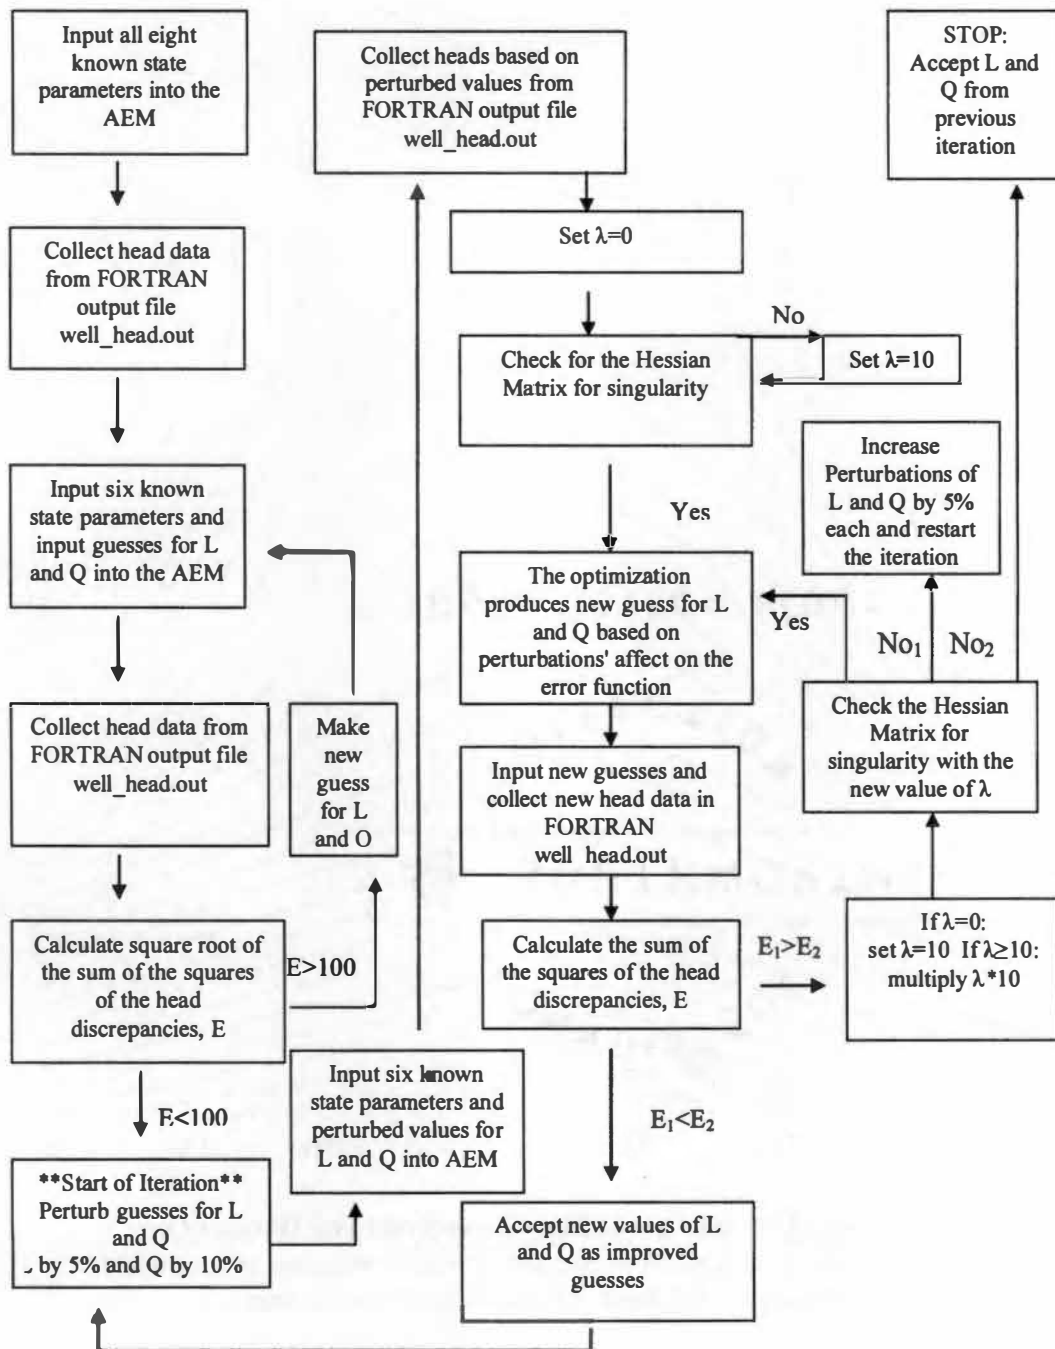 Input all eight
known state
parameters into the
AEM
Collect head data
from FORTRAN
output file
well_head.out
Input six known
state parameters and
input guesses for L
and Q into the AEM
Collect head data from
FORTRAN output file
well_head.out
Calculate square root of
the sum of the squares
of the head
discrepancies, E
E>100
Make
new
guess
for L
and O
E<100
**Start of Iteration**
Perturb guesses for L
and Q
by 5% and Q by 10%
Input six known
state parameters and
perturbed values for
L and Q into AEM
Collect heads based on
perturbed values from
FORTRAN output file
well_head.out
Set λ=0
Check for the Hessian
Matrix for singularity
No
Set λ=10
Yes
The optimization
produces new guess for L
and Q based on
perturbations' affect on the
error function
Input new guesses and
collect new head data in
FORTRAN
well head.out
Calculate the sum of
the squares of the head
discrepancies, E
E₁>E₂
E₁<E₂
Accept new values of L
and Q as improved
guesses
If λ=0:
set λ=10 If λ≥10:
multiply λ*10
Check the Hessian
Matrix for
singularity with the
new value of λ
Yes
No₁
No₂
Increase
Perturbations of
L and Q by 5%
each and restart
the iteration
STOP:
Accept L and
Q from
previous
iteration